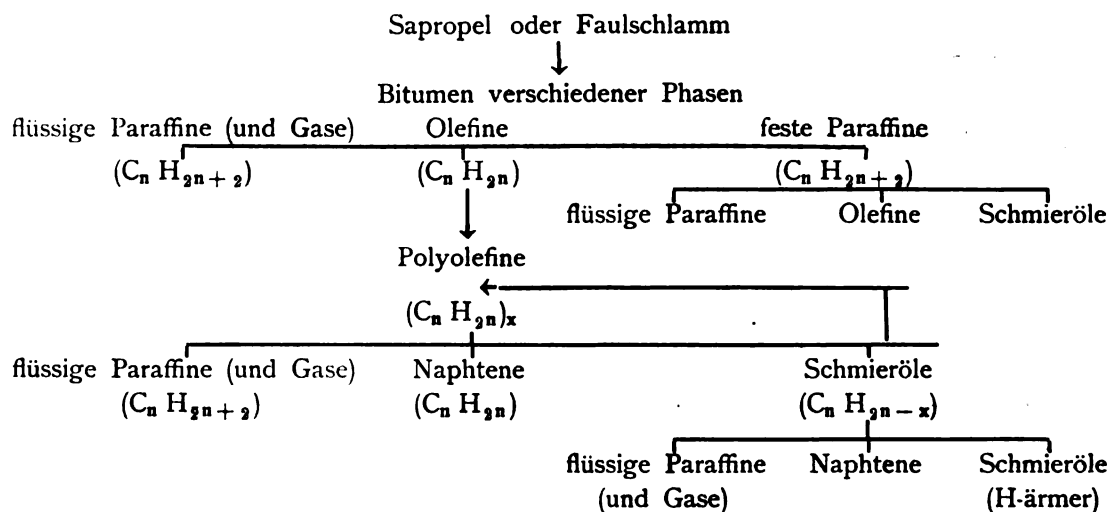 Sapropel oder Faulschlamm
Bitumen verschiedener Phasen
flüssige Paraffine (und Gase) Olefine feste Paraffine
(Cₙ H₂ₙ₊₂) (Cₙ H₂ₙ) (Cₙ H₂ₙ₊₂)
flüssige Paraffine Olefine Schmieröle
Polyolefine
(Cₙ H₂ₙ)ₓ
flüssige Paraffine (und Gase) Naphtene Schmieröle
(Cₙ H₂ₙ₊₂) (Cₙ H₂ₙ) (Cₙ H₂ₙ₋ₓ)
flüssige Paraffine Naphtene Schmieröle
(und Gase) (H-ärmer)